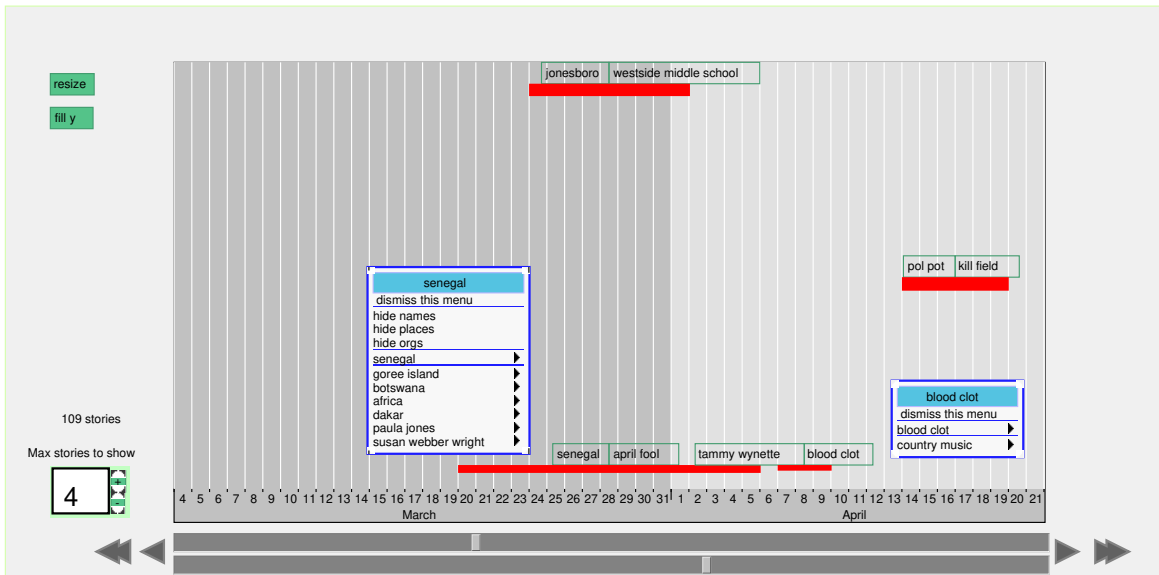 jonesboro westside middle school
resize
fill y
pol pot kill field
senegal
dismiss this menu
hide names
hide places
hide orgs
senegal
goree island
botswana
africa
dakar
paula jones
susan webber wright
blood clot
dismiss this menu
blood clot
country music
109 stories
Max stories to show
4
+
-
senegal april fool tammy wynette blood clot
4 5 6 7 8 9 10 11 12 13 14 15 16 17 18 19 20 21 22 23 24 25 26 27 28 29 30 31 1 2 3 4 5 6 7 8 9 10 11 12 13 14 15 16 17 18 19 20 21
March April